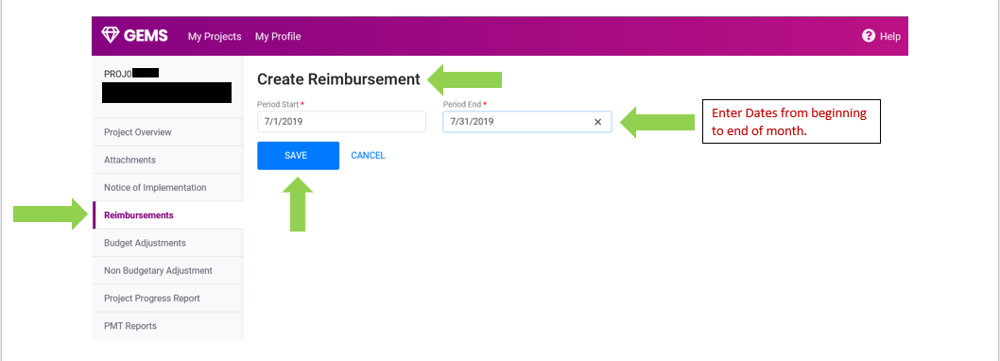 GEMS My Projects My Profile Help
PROJ0
Create Reimbursement
Period Start * Period End *
7/1/2019 7/31/2019 ×
SAVE CANCEL
Enter Dates from beginning
to end of month.
Project Overview
Attachments
Notice of Implementation
Reimbursements
Budget Adjustments
Non Budgetary Adjustment
Project Progress Report
PMT Reports